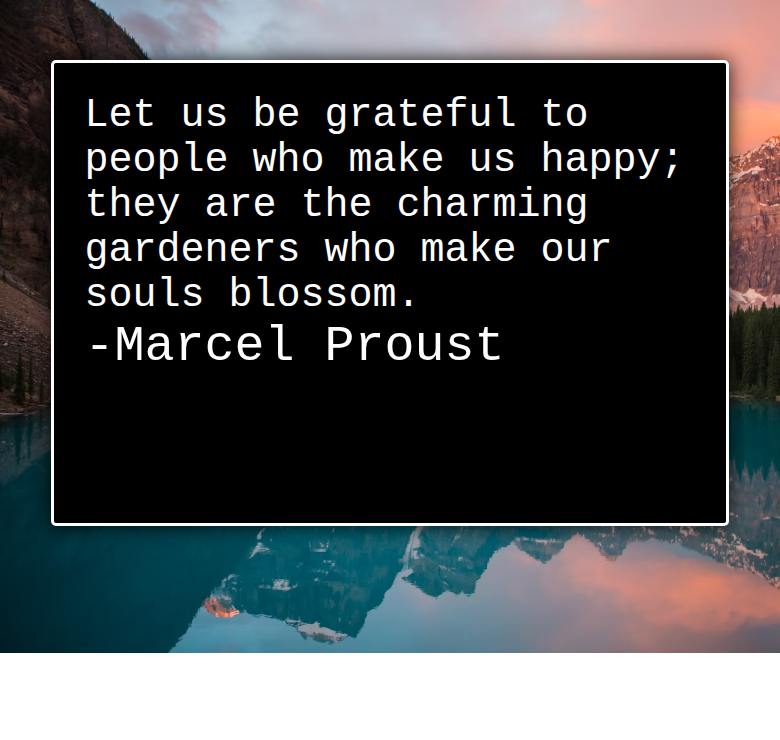 Let us be grateful to
people who make us happy;
they are the charming
gardeners who make our
souls blossom.
-Marcel Proust